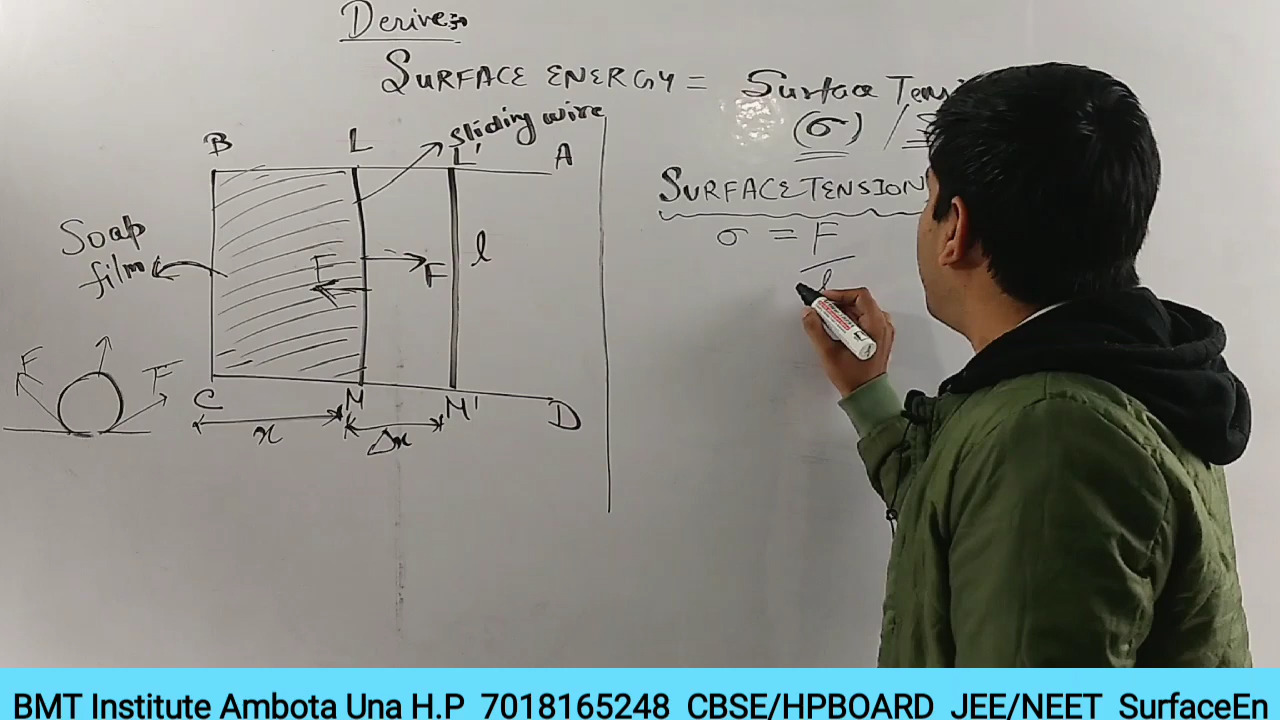 Derive:→
SURFACE ENERGY = Surface Tensi
(σ) / S
sliding wire
B L L' A
SURFACE TENSION
σ = F
l
Soap
film
F
F
l
F F
C M M' D
x Δx
BMT Institute Ambota Una H.P 7018165248 CBSE/HPBOARD JEE/NEET SurfaceEn